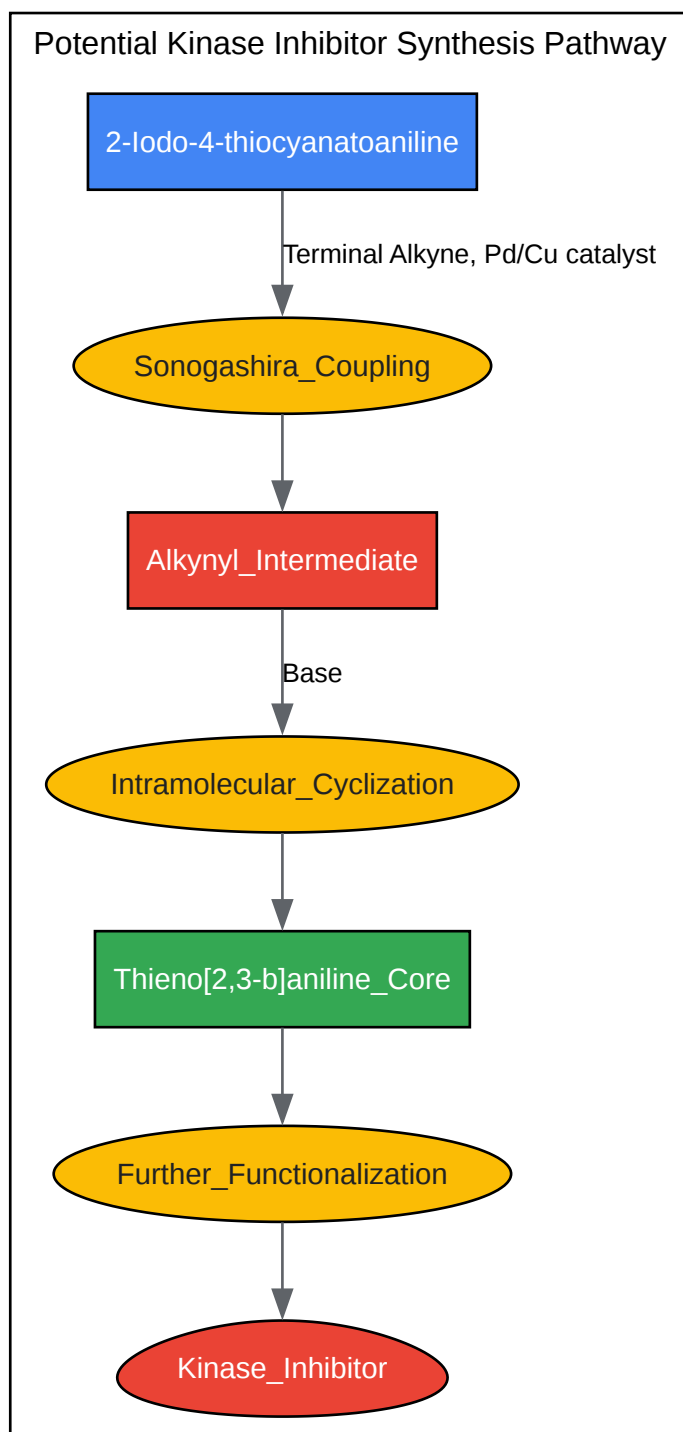 Potential Kinase Inhibitor Synthesis Pathway
2-Iodo-4-thiocyanatoaniline
Terminal Alkyne, Pd/Cu catalyst
Sonogashira_Coupling
Alkynyl_Intermediate
Base
Intramolecular_Cyclization
Thieno[2,3-b]aniline_Core
Further_Functionalization
Kinase_Inhibitor